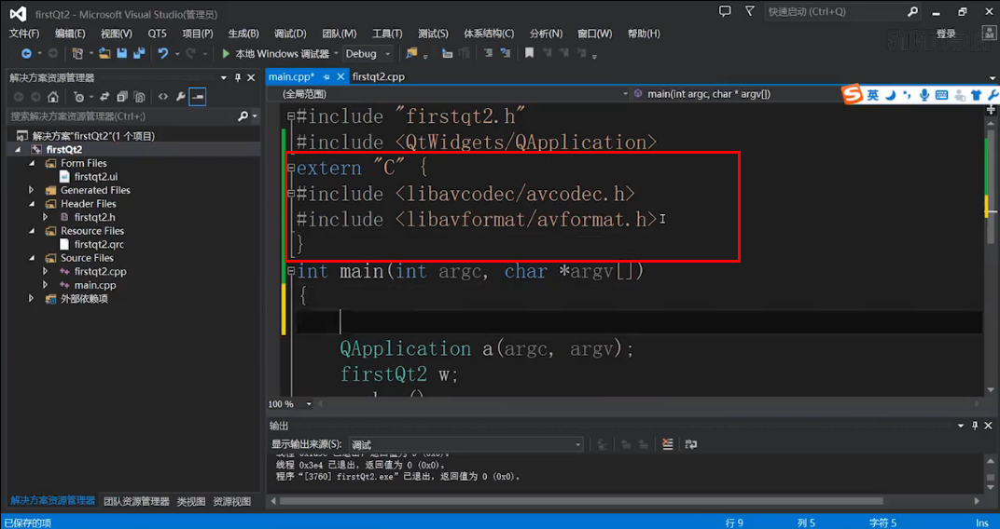 firstQt2 - Microsoft Visual Studio(管理员)
快速启动 (Ctrl+Q)
文件(F) 编辑(E) 视图(V) QT5 项目(P) 生成(B) 调试(D) 团队(M) 工具(T) 测试(S) 体系结构(C) 分析(N) 窗口(W) 帮助(H) 登录
本地 Windows 调试器 Debug
解决方案资源管理器
搜索解决方案资源管理器(Ctrl+;)
解决方案"firstQt2"(1 个项目)
firstQt2
Form Files
firstqt2.ui
Generated Files
Header Files
firstqt2.h
Resource Files
firstqt2.qrc
Source Files
firstqt2.cpp
main.cpp
外部依赖项
解决方案资源管理器 团队资源管理器 类视图 资源视图
main.cpp* firstqt2.cpp
(全局范围) main(int argc, char * argv[])
英
#include "firstqt2.h"
#include <QtWidgets/QApplication>
extern "C" {
#include <libavcodec/avcodec.h>
#include <libavformat/avformat.h>
}
int main(int argc, char *argv[])
{
QApplication a(argc, argv);
firstQt2 w;
100 %
输出
显示输出来源(S): 调试
线程 0x3e4 已退出，返回值为 0 (0x0)。
程序"[3760] firstQt2.exe"已退出，返回值为 0 (0x0)。
已保存的项 行 9 列 5 字符 5 Ins